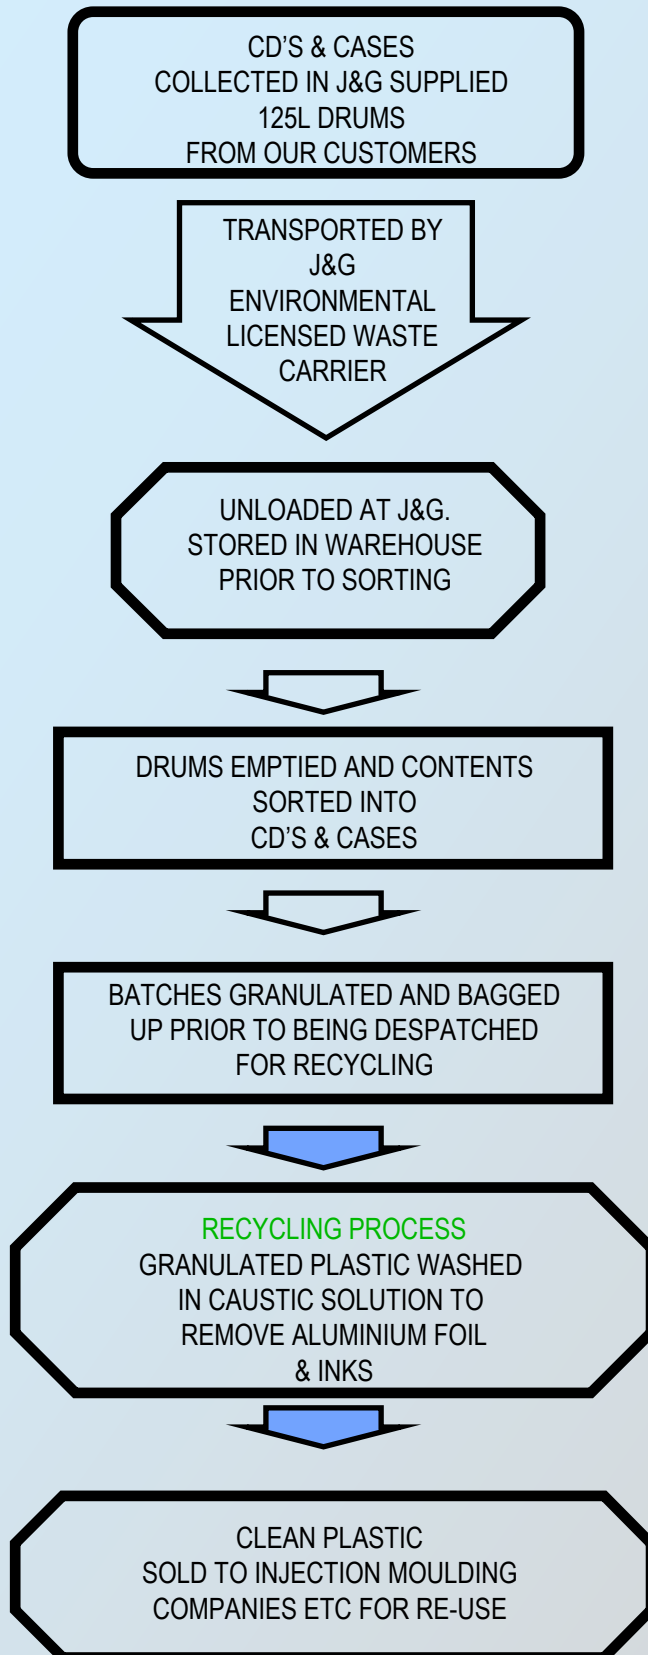 CD'S & CASES
COLLECTED IN J&G SUPPLIED
125L DRUMS
FROM OUR CUSTOMERS
TRANSPORTED BY
J&G
ENVIRONMENTAL
LICENSED WASTE
CARRIER
UNLOADED AT J&G.
STORED IN WAREHOUSE
PRIOR TO SORTING
DRUMS EMPTIED AND CONTENTS
SORTED INTO
CD'S & CASES
BATCHES GRANULATED AND BAGGED
UP PRIOR TO BEING DESPATCHED
FOR RECYCLING
RECYCLING PROCESS
GRANULATED PLASTIC WASHED
IN CAUSTIC SOLUTION TO
REMOVE ALUMINIUM FOIL
& INKS
CLEAN PLASTIC
SOLD TO INJECTION MOULDING
COMPANIES ETC FOR RE-USE